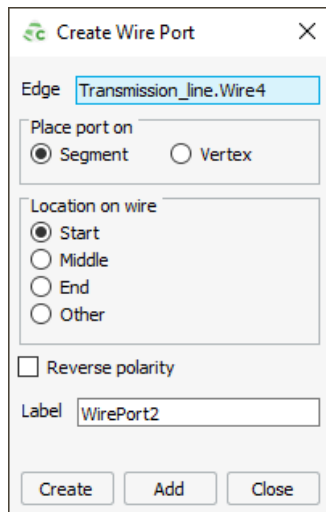 Create Wire Port
Edge Transmission_line.Wire4
Place port on
Segment Vertex
Location on wire
Start
Middle
End
Other
Reverse polarity
Label WirePort2
Create Add Close